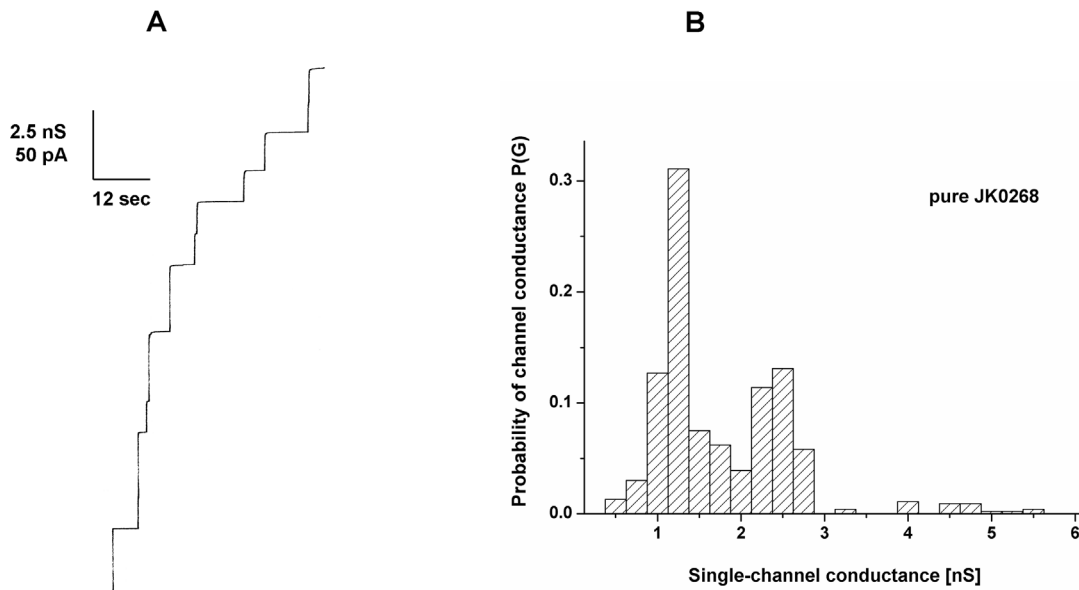 A
2.5 nS
50 pA
12 sec
B
Probability of channel conductance P(G)
0.3
0.2
0.1
0.0
pure JK0268
1 2 3 4 5 6
Single-channel conductance [nS]